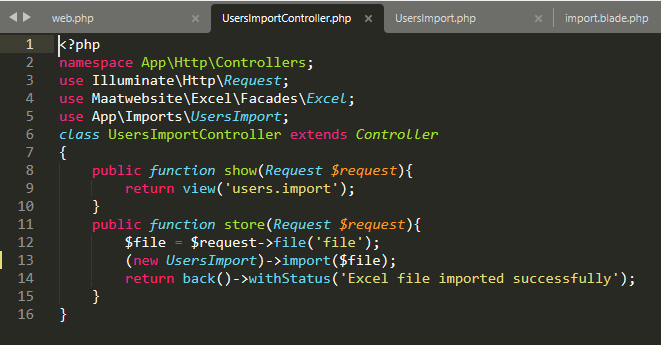 web.php × UsersImportController.php × UsersImport.php × import.blade.php
1 <?php
2 namespace App\Http\Controllers;
3 use Illuminate\Http\Request;
4 use Maatwebsite\Excel\Facades\Excel;
5 use App\Imports\UsersImport;
6 class UsersImportController extends Controller
7 {
8 public function show(Request $request){
9 return view('users.import');
10 }
11 public function store(Request $request){
12 $file = $request->file('file');
13 (new UsersImport)->import($file);
14 return back()->withStatus('Excel file imported successfully');
15 }
16 }